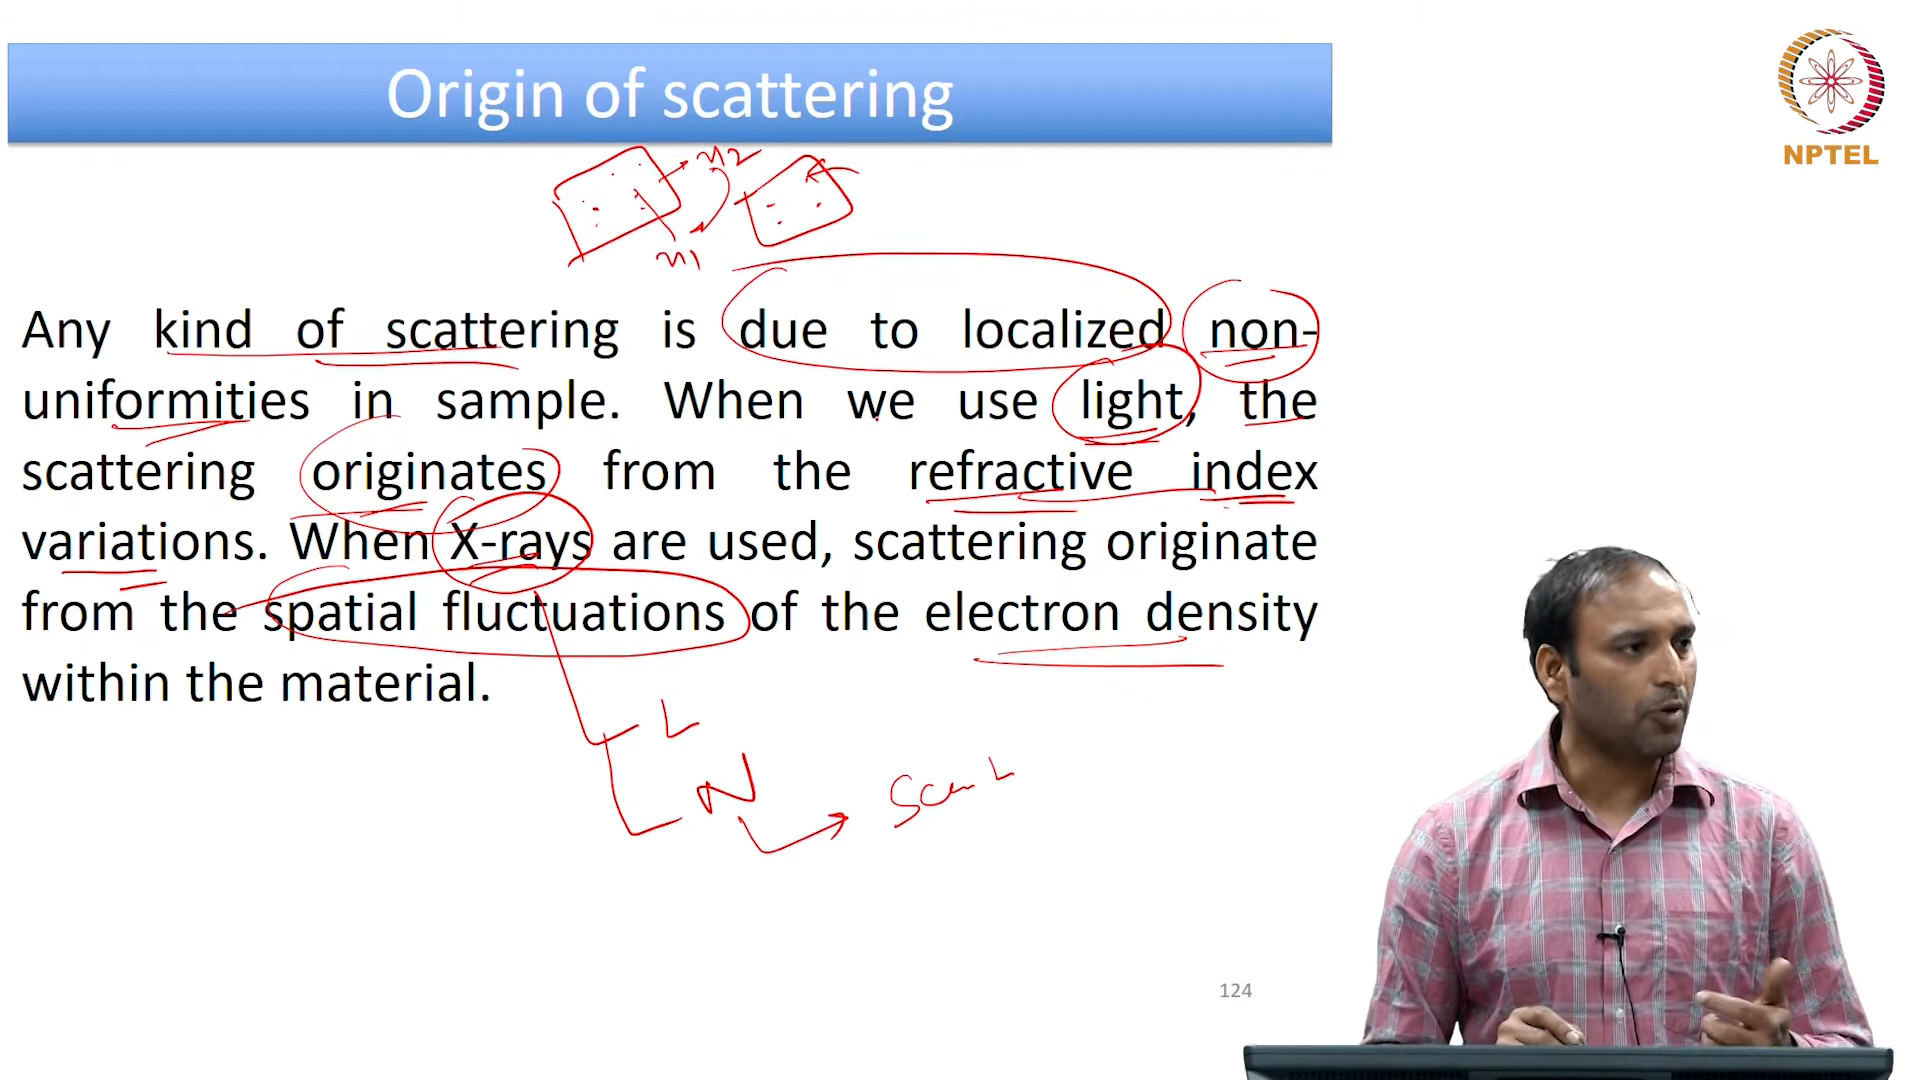 Origin of scattering
NPTEL
n2
n1
Any kind of scattering is due to localized non-
uniformities in sample. When we use light, the
scattering originates from the refractive index
variations. When X-rays are used, scattering originate
from the spatial fluctuations of the electron density
within the material.
L
N
124